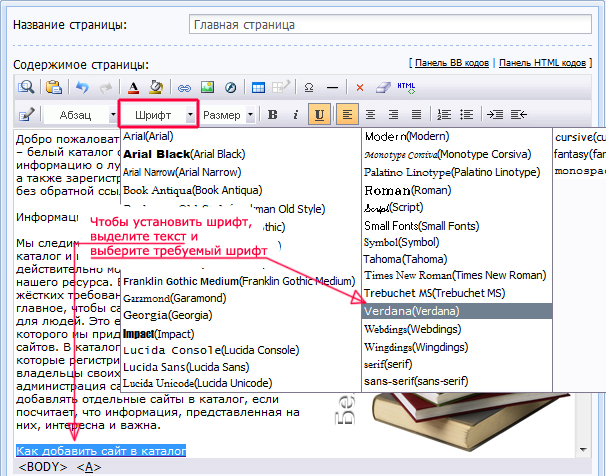 Название страницы:
Главная страница
Содержимое страницы:
[ Панель BB кодов | Панель HTML кодов ]
HTML
Абзац
Шрифт
Размер
B i U
Добро пожаловат
– белый каталог с
информацию о лу
а также зарегистр
без обратной ссы
Информаци
Мы следим
каталог и
действительно мо
нашего ресурса. В
жёстких требован
главное, чтобы са
для людей. Это е
которого мы прид
сайтов. В каталог
которые регистри
владельцы своих
администрация са
добавлять отдельные сайты в каталог, если
посчитает, что информация, представленная на
них, интересна и важна.
Как добавить сайт в каталог
Arial(Arial)
Arial Black(Arial Black)
Arial Narrow(Arial Narrow)
Book Antiqua(Book Antiqua)
Old Style)
Чтобы установить шрифт,
выделите текст и
выберите требуемый шрифт
Franklin Gothic Medium(Franklin Gothic Medium)
Garamond(Garamond)
Georgia(Georgia)
Impact(Impact)
Lucida Console(Lucida Console)
Lucida Sans(Lucida Sans)
Lucida Unicode(Lucida Unicode)
Modern(Modern)
Monotype Corsiva(Monotype Corsiva)
Palatino Linotype(Palatino Linotype)
Roman(Roman)
Script(Script)
Small Fonts(Small Fonts)
Symbol(Symbol)
Tahoma(Tahoma)
Times New Roman(Times New Roman)
Trebuchet MS(Trebuchet MS)
Verdana(Verdana)
Webdings(Webdings)
Wingdings(Wingdings)
serif(serif)
sans-serif(sans-serif)
cursive(cu
fantasy(fan
monospa
Бе
<BODY> <A>